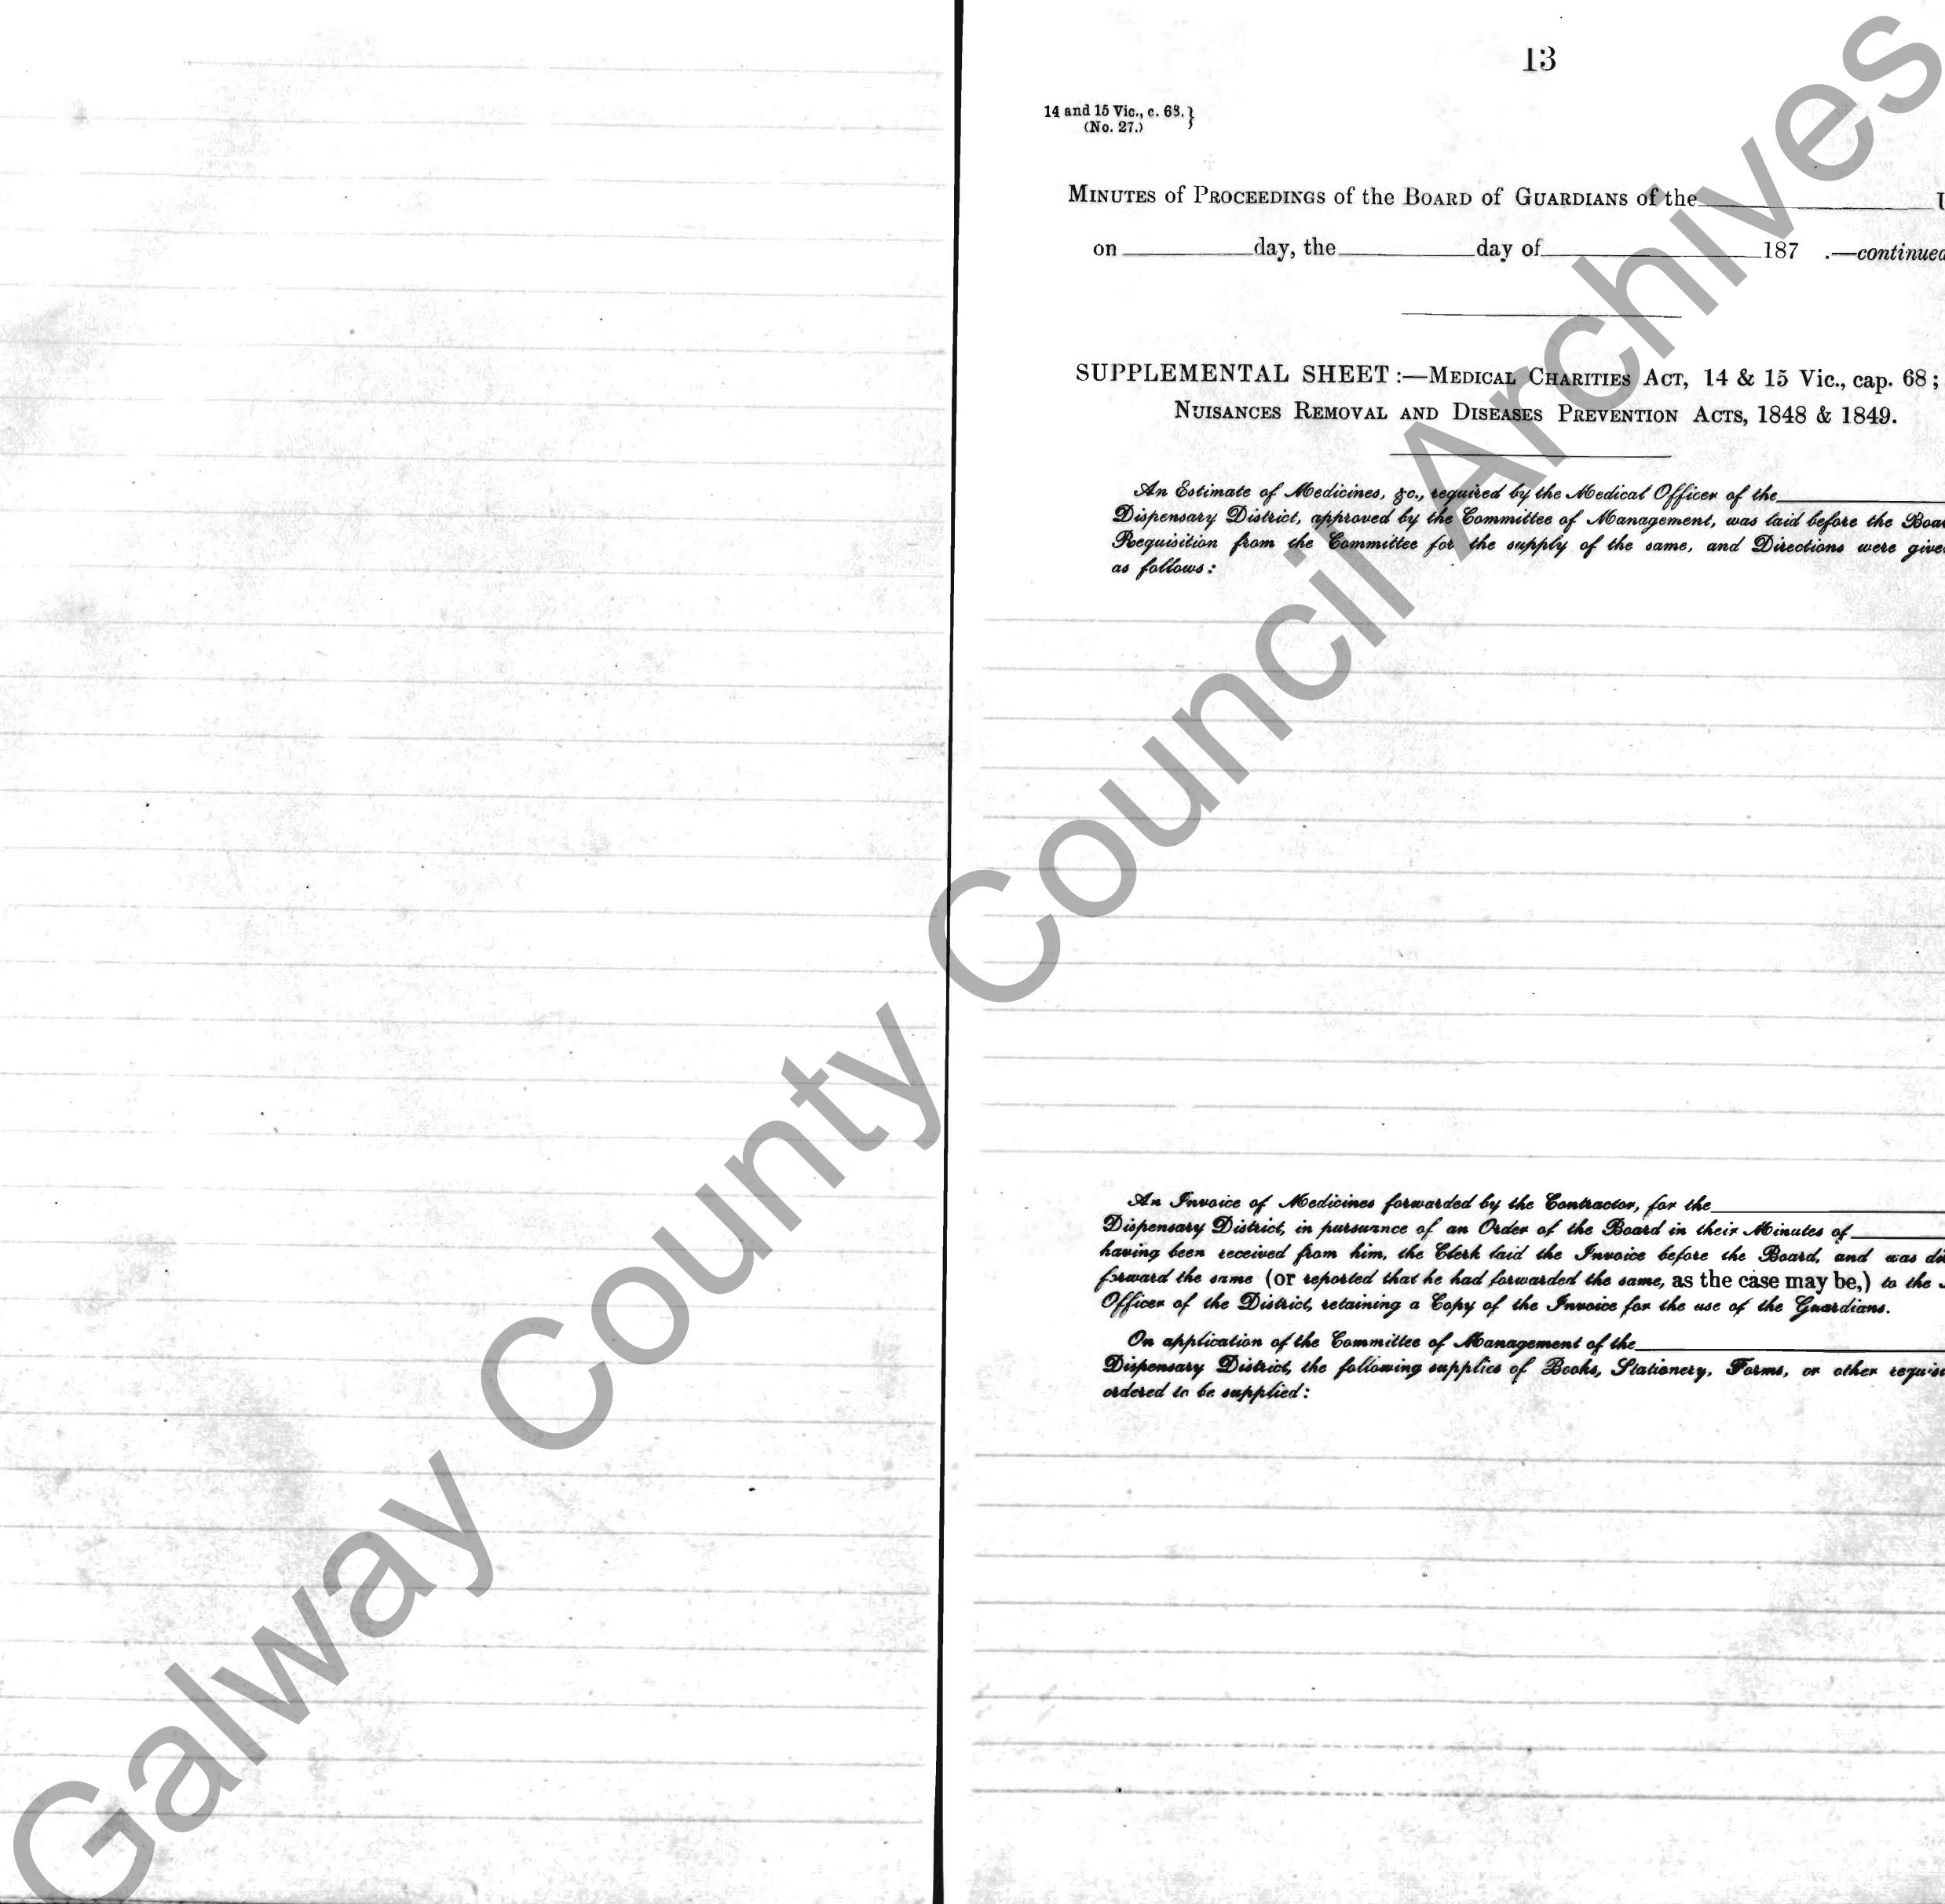 13
14 and 15 Vic., c. 68. }
(No. 27.)
MINUTES of PROCEEDINGS of the BOARD of GUARDIANS of the
on day, the day of 187 .—continued
SUPPLEMENTAL SHEET :—MEDICAL CHARITIES ACT, 14 & 15 Vic., cap. 68;
NUISANCES REMOVAL AND DISEASES PREVENTION ACTS, 1848 & 1849.
An Estimate of Medicines, &c., required by the Medical Officer of the
Dispensary District, approved by the Committee of Management, was laid before the
Requisition from the Committee for the supply of the same, and Directions were
as follows:
An Invoice of Medicines forwarded by the Contractor, for the
Dispensary District, in pursuance of an Order of the Board in their Minutes of
having been received from him, the Clerk laid the Invoice before the Board, and was
forward the same (or reported that he had forwarded the same, as the case may be,) to the
Officer of the District, retaining a Copy of the Invoice for the use of the Guardians.
On application of the Committee of Management of the
Dispensary District, the following supplies of Books, Stationery, Forms, or other
ordered to be supplied:
Galway County Council Archives